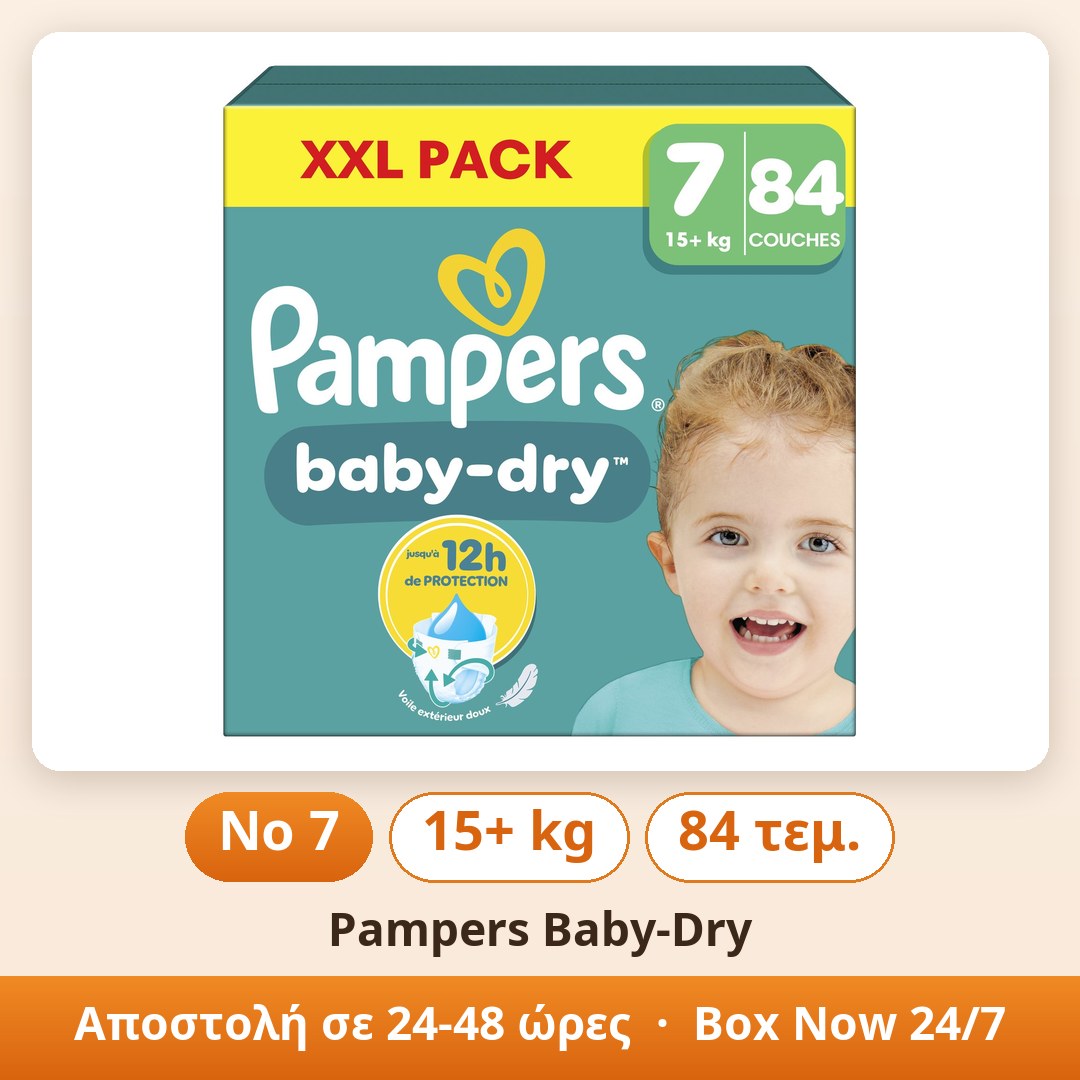 XXL PACK
7
15+ kg
84
COUCHES
Pampers®
baby-dry™
jusqu'à 12h
de PROTECTION
Voile extérieur doux
No 7
15+ kg
84 τεμ.
Pampers Baby-Dry
Αποστολή σε 24-48 ώρες · Box Now 24/7